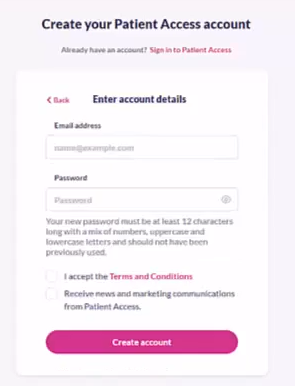 Create your Patient Access account
Already have an account? Sign in to Patient Access
Back Enter account details
Email address
name@example.com
Password
Password
Your new password must be at least 12 characters
long with a mix of numbers, uppercase and
lowercase letters and should not have been
previously used.
I accept the Terms and Conditions
Receive news and marketing communications
from Patient Access.
Create account